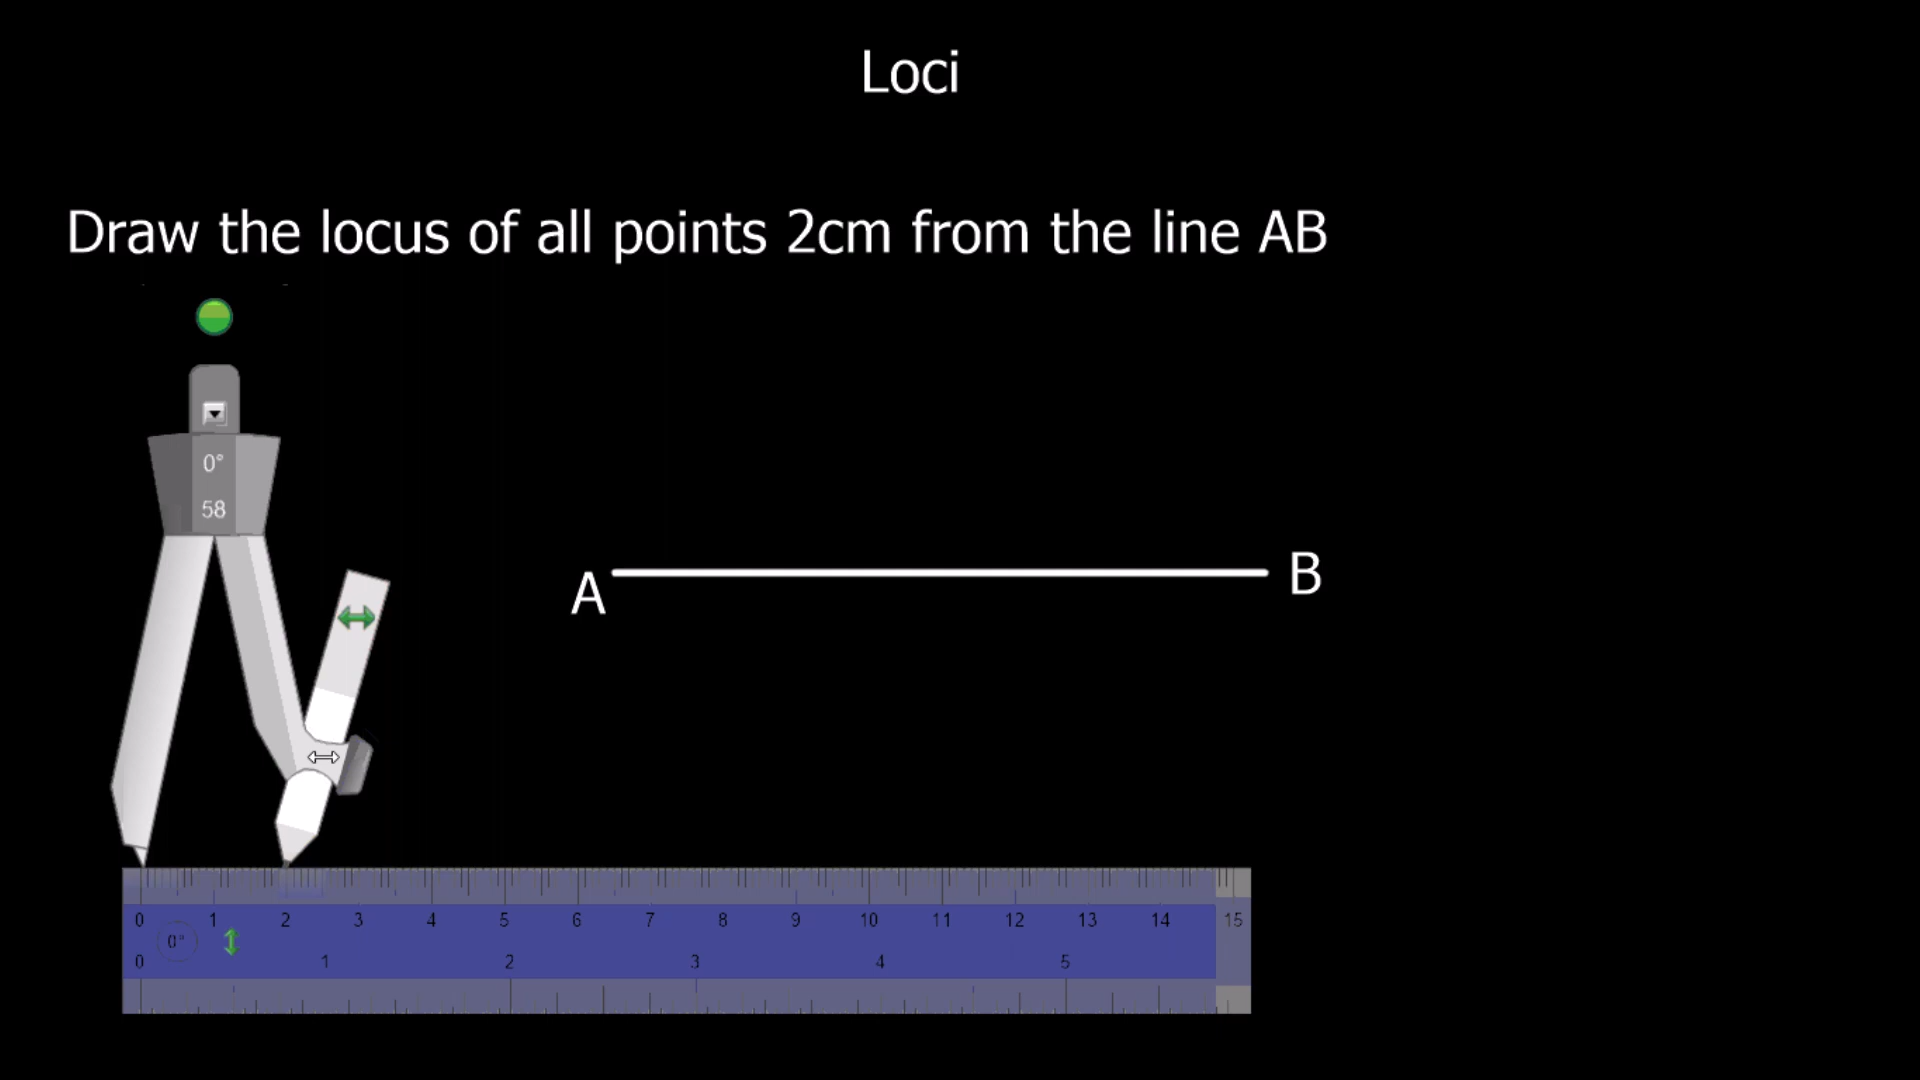 Loci
Draw the locus of all points 2cm from the line AB
0°
58
A
B
0 1 2 3 4 5 6 7 8 9 10 11 12 13 14 15
0°
0 1 2 3 4 5